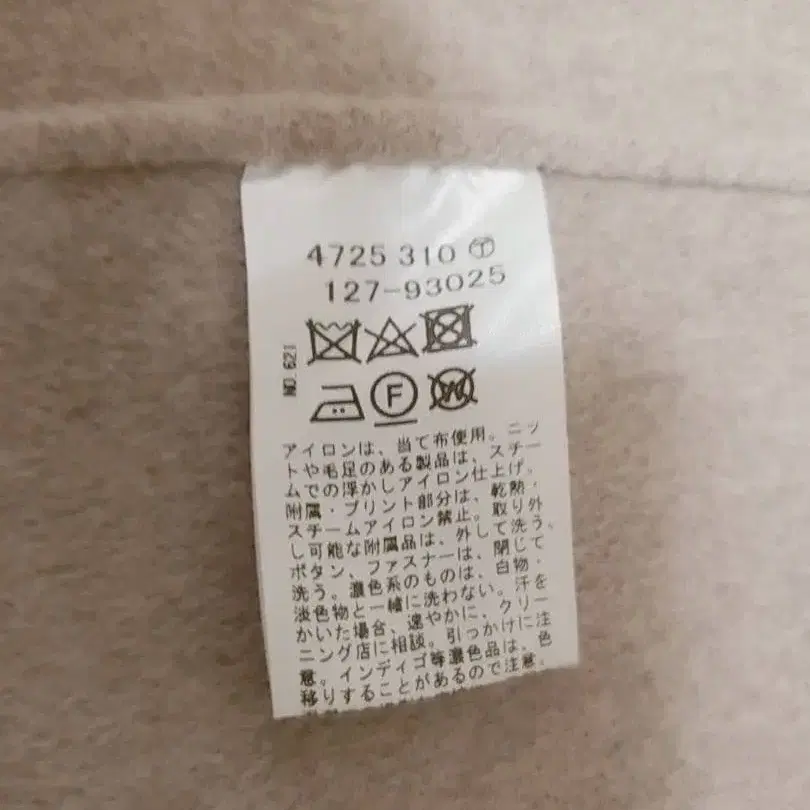 4725 310
127-93025
NO.621
F
W
アイロンは、当て布使用。ニッ
トや毛足のある製品は、スチー
ムでの浮かしアイロン仕上げ。
附属・プリント部分は、乾熱・
スチームアイロン禁止。取り外
し可能な附属品は、外して洗う。
ボタン、ファスナーは、閉じて
洗う。濃色系のものは、白物・
淡色物と一緒に洗わない。汗を
かいた場合、速やかに、クリー
ニング店に相談。引っかけに注
意。インディゴ等濃色品は、色
移りすることがあるので注意。